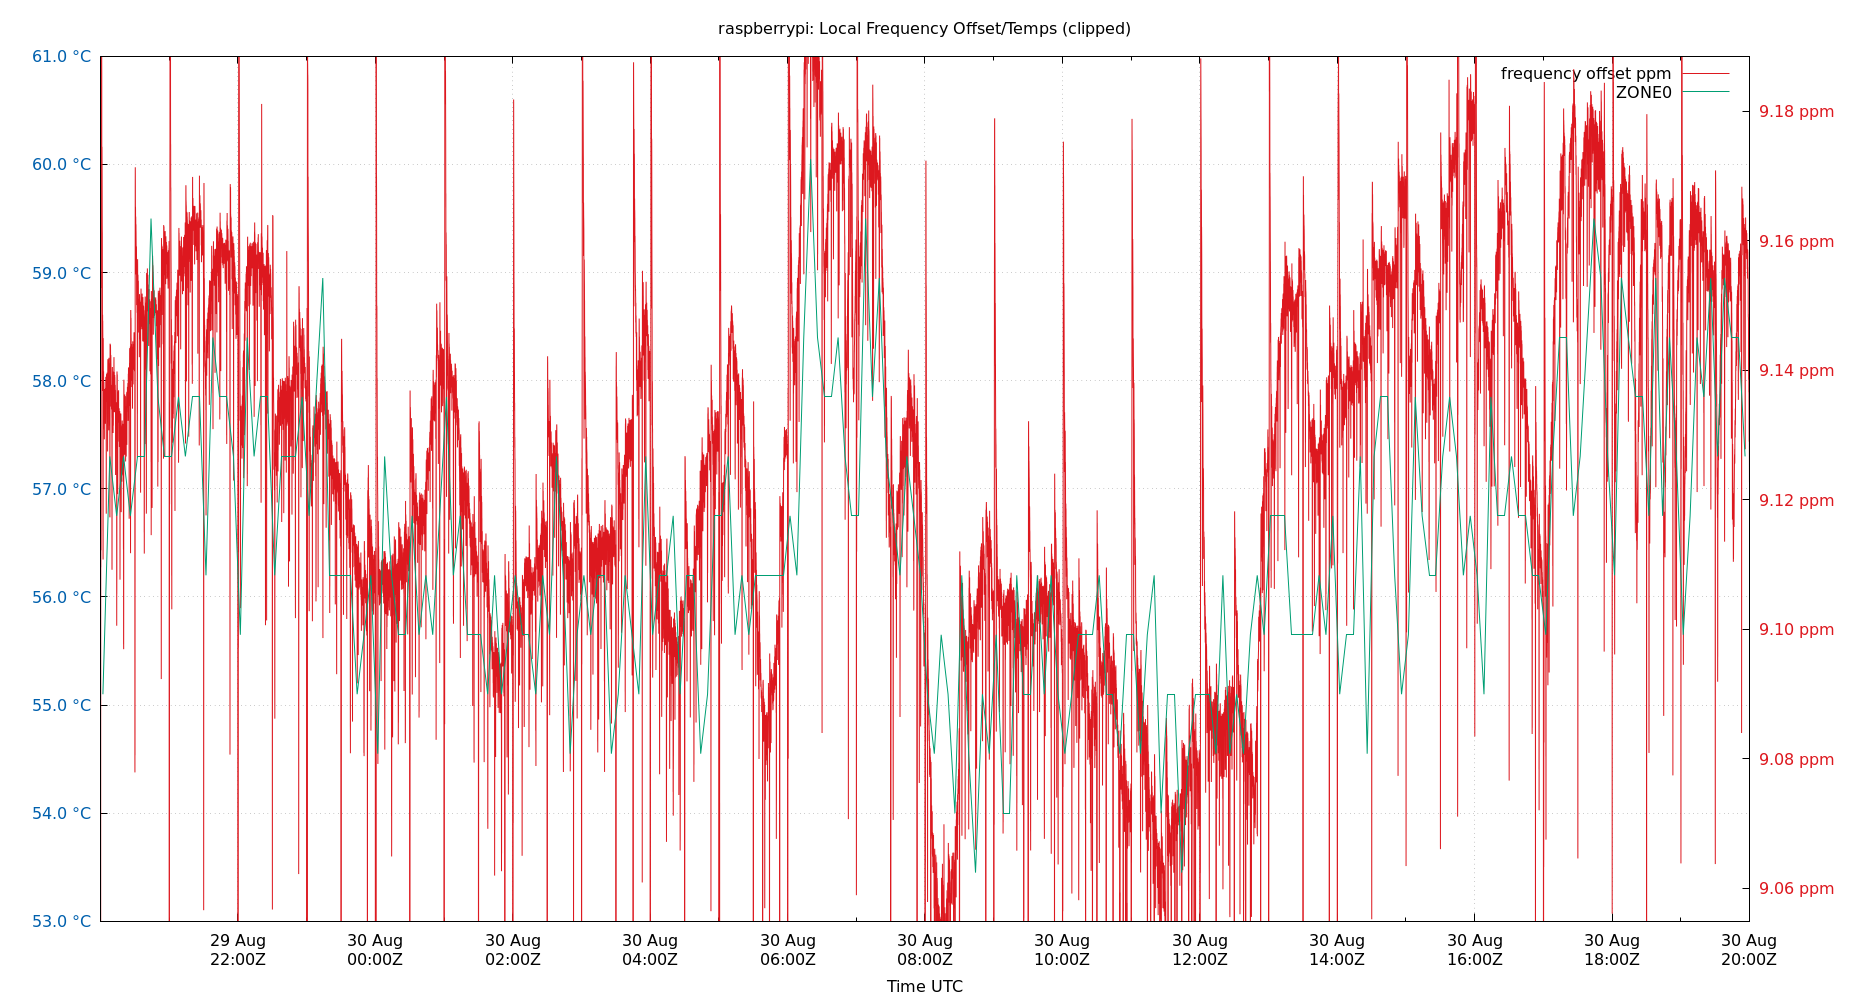 raspberrypi: Local Frequency Offset/Temps (clipped)
61.0 °C
60.0 °C
59.0 °C
58.0 °C
57.0 °C
56.0 °C
55.0 °C
54.0 °C
53.0 °C
frequency offset ppm
ZONE0
9.18 ppm
9.16 ppm
9.14 ppm
9.12 ppm
9.10 ppm
9.08 ppm
9.06 ppm
29 Aug 30 Aug 30 Aug 30 Aug 30 Aug 30 Aug 30 Aug 30 Aug 30 Aug 30 Aug 30 Aug 30 Aug
22:00Z 00:00Z 02:00Z 04:00Z 06:00Z 08:00Z 10:00Z 12:00Z 14:00Z 16:00Z 18:00Z 20:00Z
Time UTC